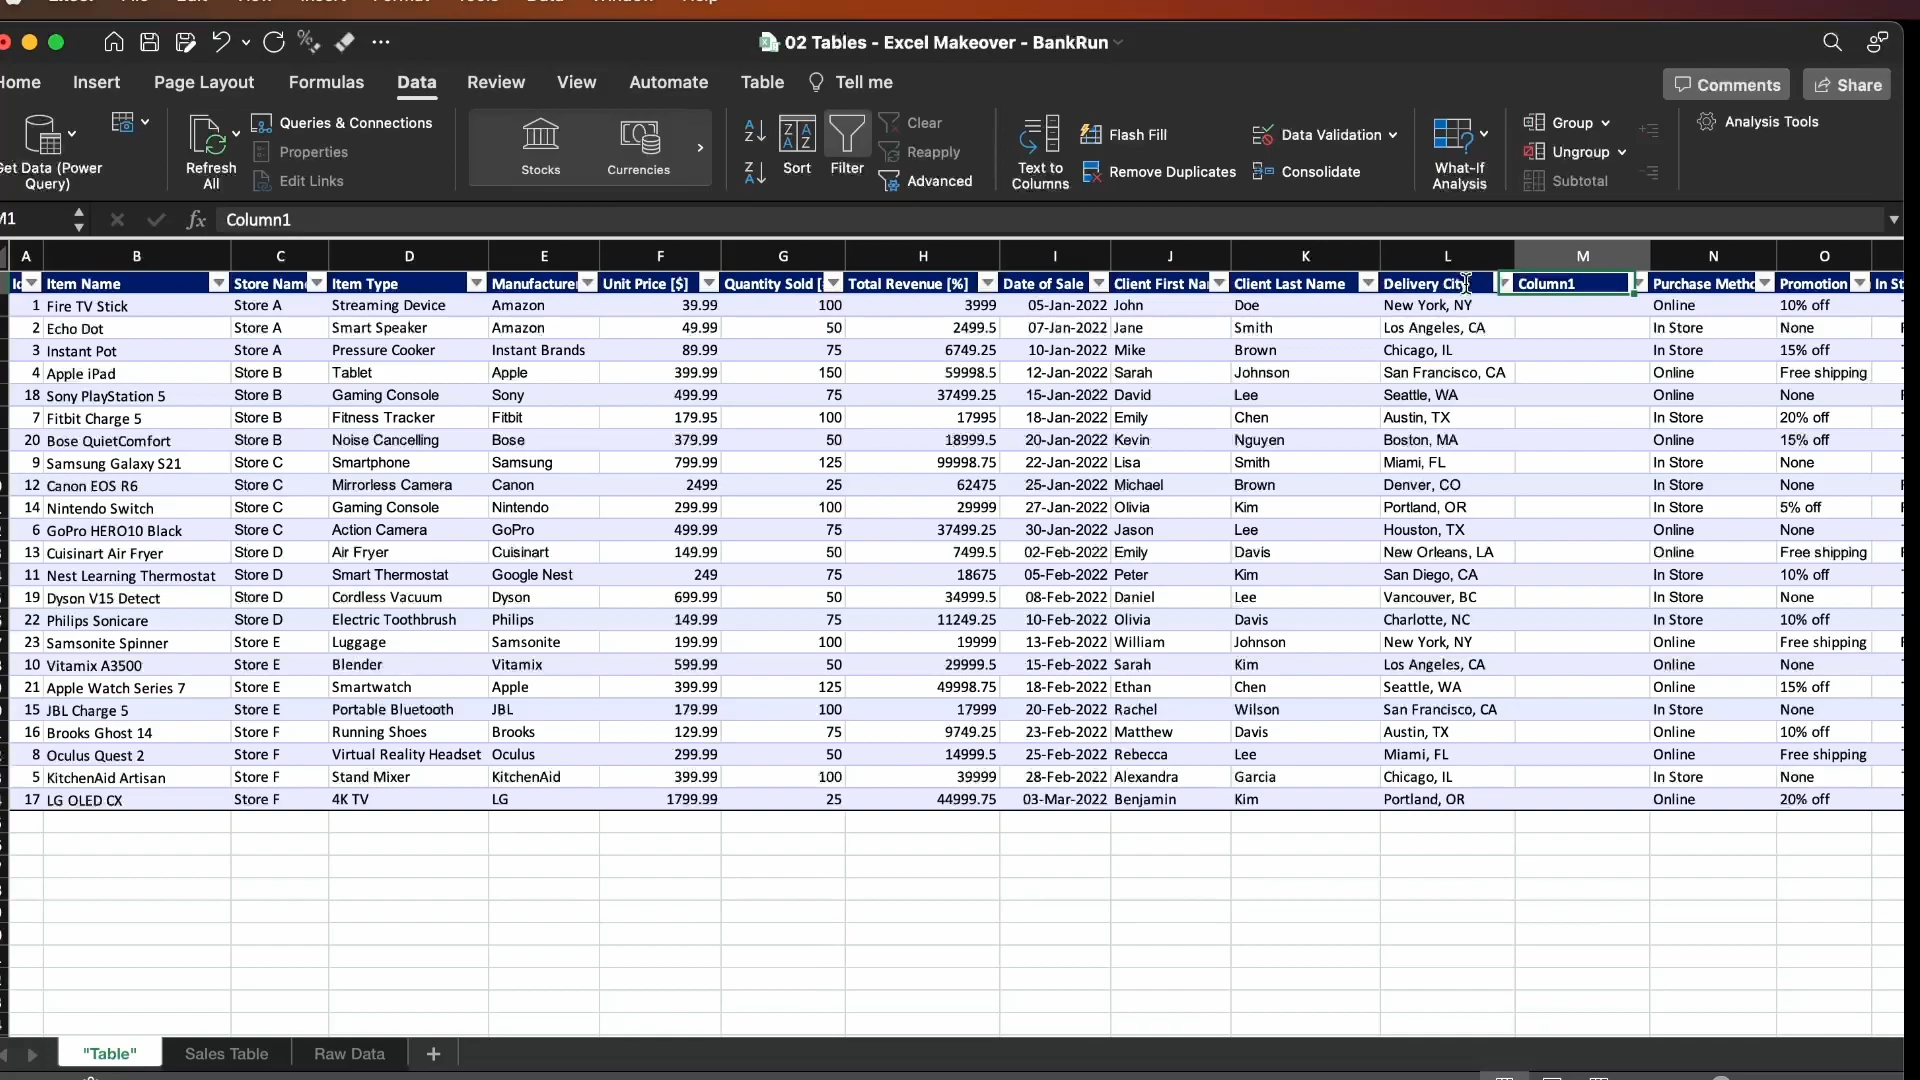 02 Tables - Excel Makeover - BankRun
Insert Page Layout Formulas Data Review View Automate Table Tell me Comments Share
Queries & Connections
Properties
Edit Links
Refresh All
Stocks Currencies
Sort Filter
Clear
Reapply
Advanced
Text to Columns
Flash Fill
Remove Duplicates
Data Validation
Consolidate
What-If Analysis
Group
Ungroup
Subtotal
Analysis Tools
fx Column1
A B C D E F G H I J K L M N O
Item Name Item Type Unit Price [$] Quantity Sold Total Revenue [%] Date of Sale Client First Client Last Name Delivery City Column1 Purchase Promotion
1 Fire TV Stick Store A Streaming Device Amazon 39.99 100 3999 05-Jan-2022 John Doe New York, NY Online 10% off
2 Echo Dot Store A Smart Speaker Amazon 49.99 50 2499.5 07-Jan-2022 Jane Smith Los Angeles, CA In Store None
3 Instant Pot Store A Pressure Cooker Instant Brands 89.99 75 6749.25 10-Jan-2022 Mike Brown Chicago, IL In Store 15% off
4 Apple iPad Store B Tablet Apple 399.99 150 59998.5 12-Jan-2022 Sarah Johnson San Francisco, CA Online Free shipping
18 Sony PlayStation 5 Store B Gaming Console Sony 499.99 75 37499.25 15-Jan-2022 David Lee Seattle, WA Online None
7 Fitbit Charge 5 Store B Fitness Tracker Fitbit 179.95 100 17995 18-Jan-2022 Emily Chen Austin, TX In Store 20% off
20 Bose QuietComfort Store B Noise Cancelling Bose 379.99 50 18999.5 20-Jan-2022 Kevin Nguyen Boston, MA Online 15% off
9 Samsung Galaxy S21 Store C Smartphone Samsung 799.99 125 99998.75 22-Jan-2022 Lisa Smith Miami, FL In Store None
12 Canon EOS R6 Store C Mirrorless Camera Canon 2499 25 62475 25-Jan-2022 Michael Brown Denver, CO In Store None
14 Nintendo Switch Store C Gaming Console Nintendo 299.99 100 29999 27-Jan-2022 Olivia Kim Portland, OR In Store 5% off
6 GoPro HERO10 Black Store C Action Camera GoPro 499.99 75 37499.25 30-Jan-2022 Jason Lee Houston, TX Online None
13 Cuisinart Air Fryer Store D Air Fryer Cuisinart 149.99 50 7499.5 02-Feb-2022 Emily Davis New Orleans, LA Online Free shipping
11 Nest Learning Thermostat Store D Smart Thermostat Google Nest 249 75 18675 05-Feb-2022 Peter Kim San Diego, CA In Store 10% off
19 Dyson V15 Detect Store D Cordless Vacuum Dyson 699.99 50 34999.5 08-Feb-2022 Daniel Lee Vancouver, BC In Store None
22 Philips Sonicare Store D Electric Toothbrush Philips 149.99 75 11249.25 10-Feb-2022 Olivia Davis Charlotte, NC In Store 10% off
23 Samsonite Spinner Store E Luggage Samsonite 199.99 100 19999 13-Feb-2022 William Johnson New York, NY Online Free shipping
10 Vitamix A3500 Store E Blender Vitamix 599.99 50 29999.5 15-Feb-2022 Sarah Kim Los Angeles, CA Online None
21 Apple Watch Series 7 Store E Smartwatch Apple 399.99 125 49998.75 18-Feb-2022 Ethan Chen Seattle, WA Online 15% off
15 JBL Charge 5 Store E Portable Bluetooth JBL 179.99 100 17999 20-Feb-2022 Rachel Wilson San Francisco, CA In Store None
16 Brooks Ghost 14 Store F Running Shoes Brooks 129.99 75 9749.25 23-Feb-2022 Matthew Davis Austin, TX Online 10% off
8 Oculus Quest 2 Store F Virtual Reality Headset Oculus 299.99 50 14999.5 25-Feb-2022 Rebecca Lee Miami, FL Online Free shipping
5 KitchenAid Artisan Store F Stand Mixer KitchenAid 399.99 100 39999 28-Feb-2022 Alexandra Garcia Chicago, IL In Store None
17 LG OLED CX Store F 4K TV LG 1799.99 25 44999.75 03-Mar-2022 Benjamin Kim Portland, OR Online 20% off
"Table" Sales Table Raw Data